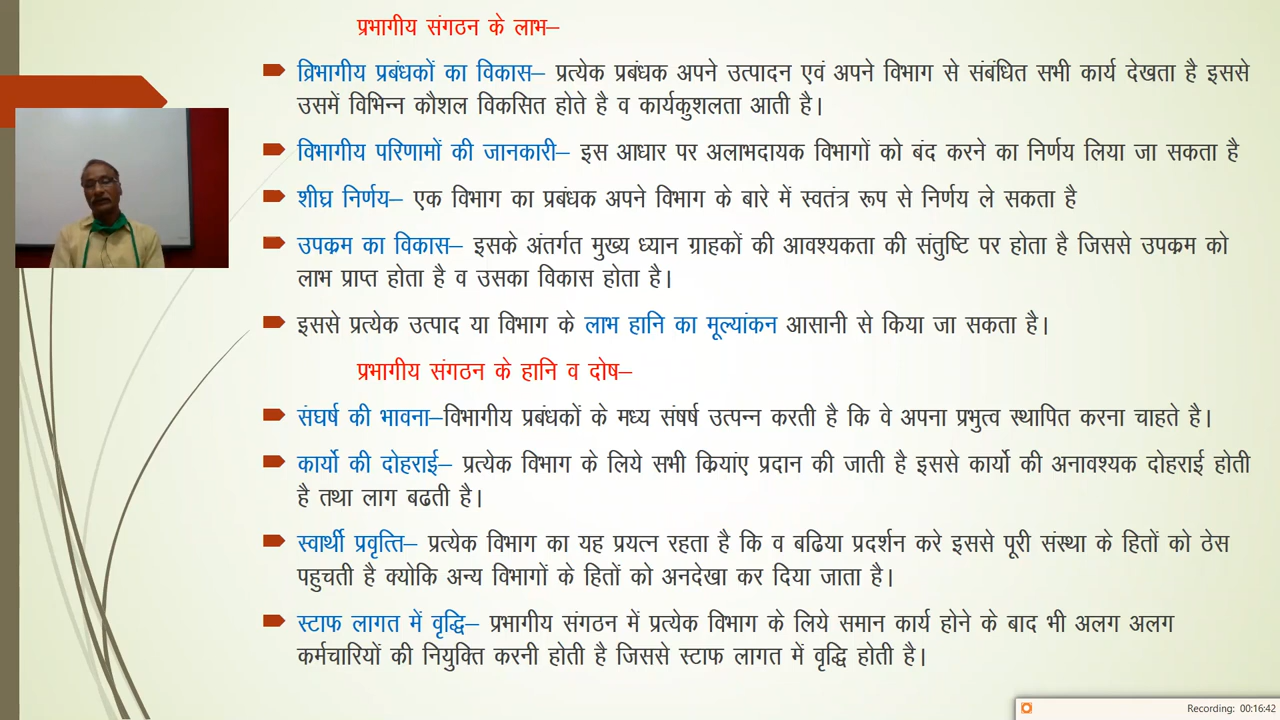 प्रभागीय संगठन के लाभ–
विभागीय प्रबंधकों का विकास– प्रत्येक प्रबंधक अपने उत्पादन एवं अपने विभाग से संबंधित सभी कार्य देखता है इससे
उसमें विभिन्न कौशल विकसित होते है व कार्यकुशलता आती है।
विभागीय परिणामों की जानकारी– इस आधार पर अलाभदायक विभागों को बंद करने का निर्णय लिया जा सकता है
शीघ्र निर्णय– एक विभाग का प्रबंधक अपने विभाग के बारे में स्वतंत्र रूप से निर्णय ले सकता है
उपक्रम का विकास– इसके अंतर्गत मुख्य ध्यान ग्राहकों की आवश्यकता की संतुष्टि पर होता है जिससे उपक्रम को
लाभ प्राप्त होता है व उसका विकास होता है।
इससे प्रत्येक उत्पाद या विभाग के लाभ हानि का मूल्यांकन आसानी से किया जा सकता है।
प्रभागीय संगठन के हानि व दोष–
संघर्ष की भावना–विभागीय प्रबंधकों के मध्य संषर्ष उत्पन्न करती है कि वे अपना प्रभुत्व स्थापित करना चाहते है।
कार्यो की दोहराई– प्रत्येक विभाग के लिये सभी क्रियांए प्रदान की जाती है इससे कार्यो की अनावश्यक दोहराई होती
है तथा लाग बढती है।
स्वार्थी प्रवृत्ति– प्रत्येक विभाग का यह प्रयत्न रहता है कि व बढिया प्रदर्शन करे इससे पूरी संस्था के हितों को ठेस
पहुचती है क्योकि अन्य विभागों के हितों को अनदेखा कर दिया जाता है।
स्टाफ लागत में वृद्धि– प्रभागीय संगठन में प्रत्येक विभाग के लिये समान कार्य होने के बाद भी अलग अलग
कर्मचारियों की नियुक्ति करनी होती है जिससे स्टाफ लागत में वृद्धि होती है।
Recording: 00:16:42